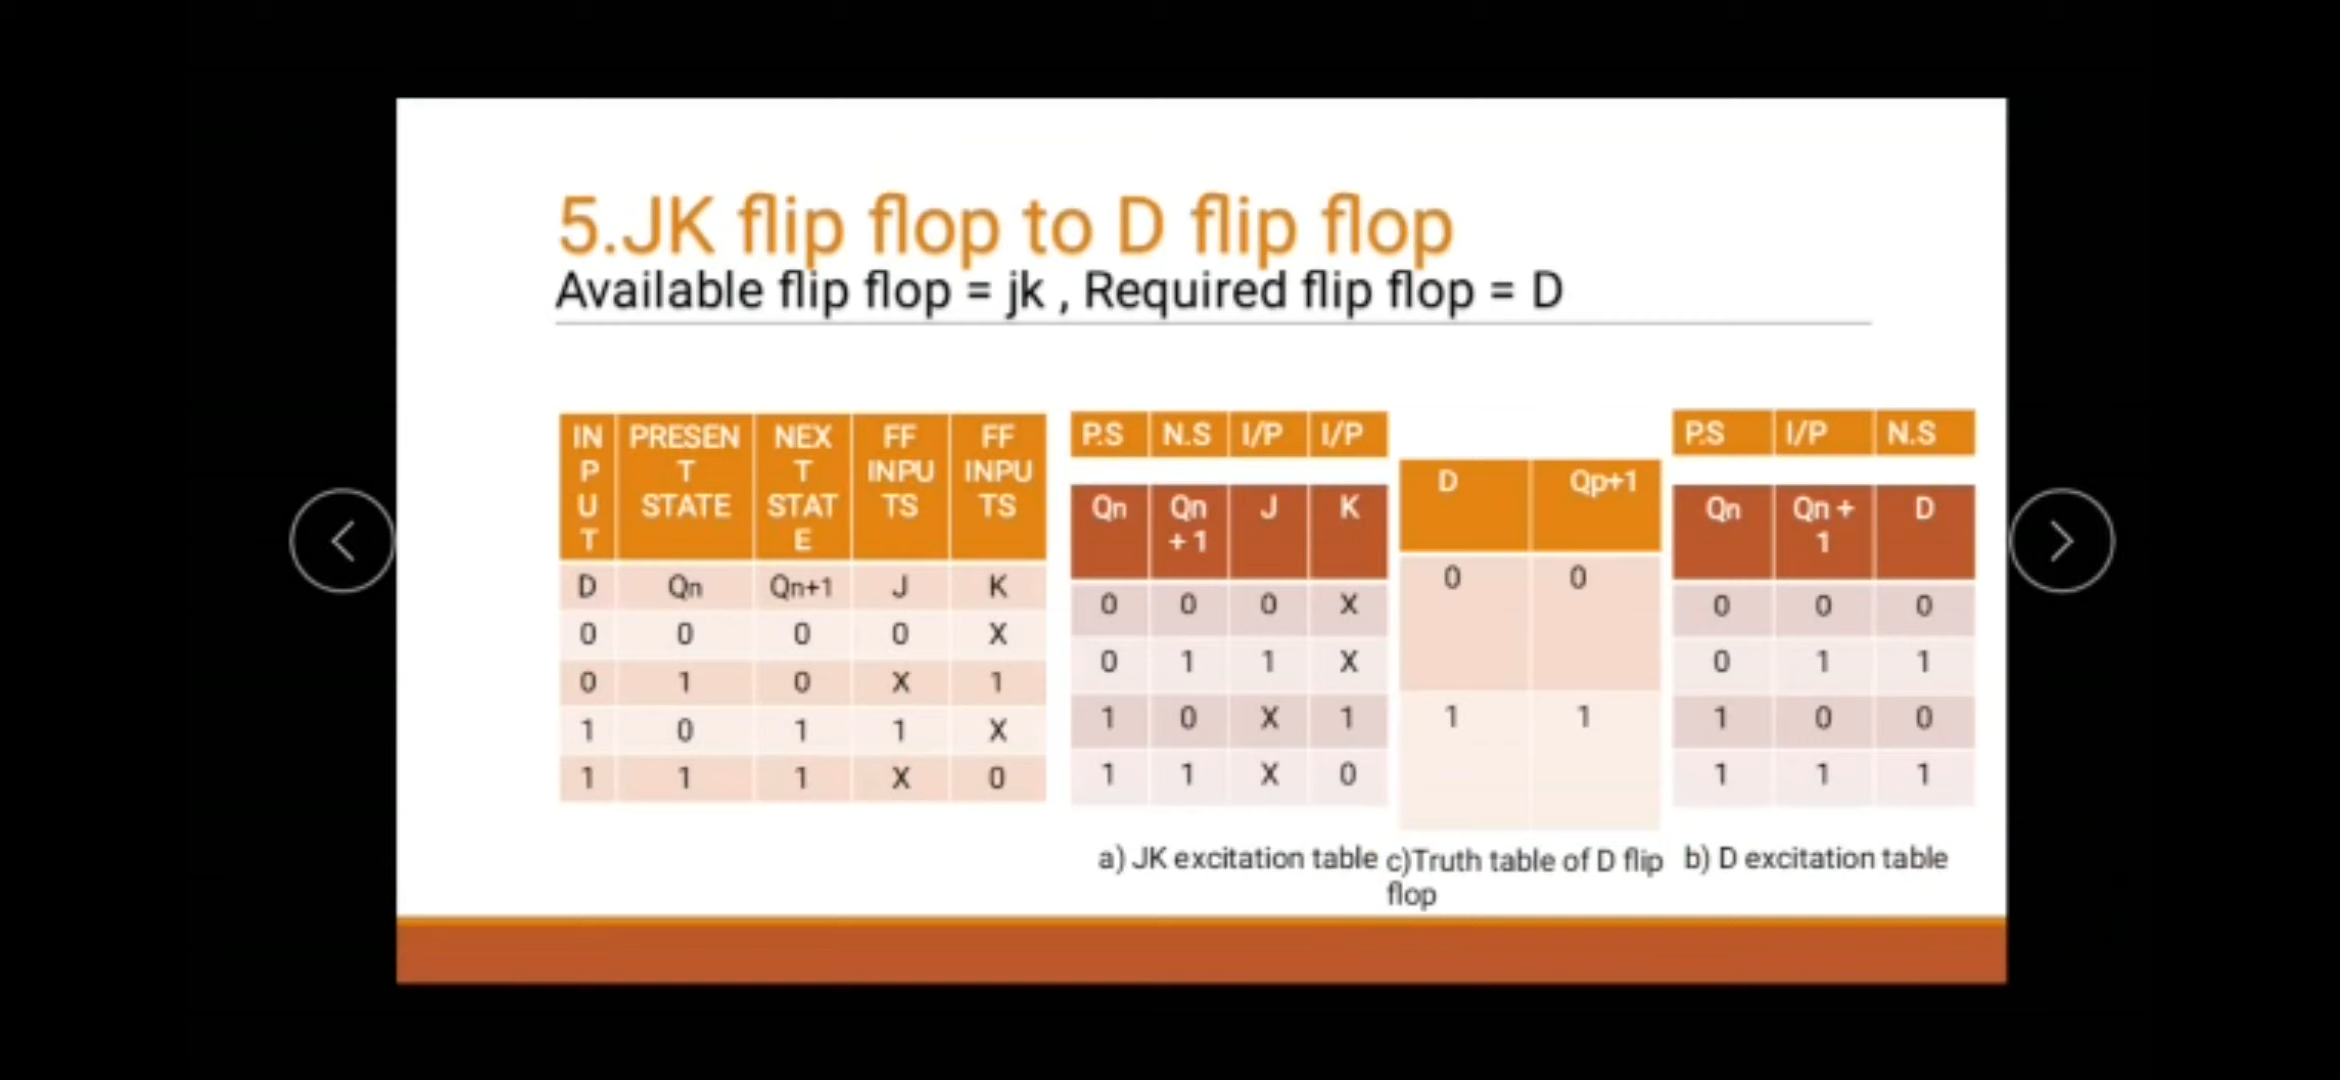 5.JK flip flop to D flip flop
Available flip flop = jk , Required flip flop = D
IN PRESEN NEX FF FF
P T T INPU INPU
U STATE STAT TS TS
T E
D Qn Qn+1 J K
0 0 0 0 X
0 1 0 X 1
1 0 1 1 X
1 1 1 X 0
P.S N.S I/P I/P
Qn Qn J K
+ 1
0 0 0 X
0 1 1 X
1 0 X 1
1 1 X 0
a) JK excitation table
D Qp+1
0 0
1 1
c)Truth table of D flip
flop
P.S I/P N.S
Qn Qn + D
1
0 0 0
0 1 1
1 0 0
1 1 1
b) D excitation table